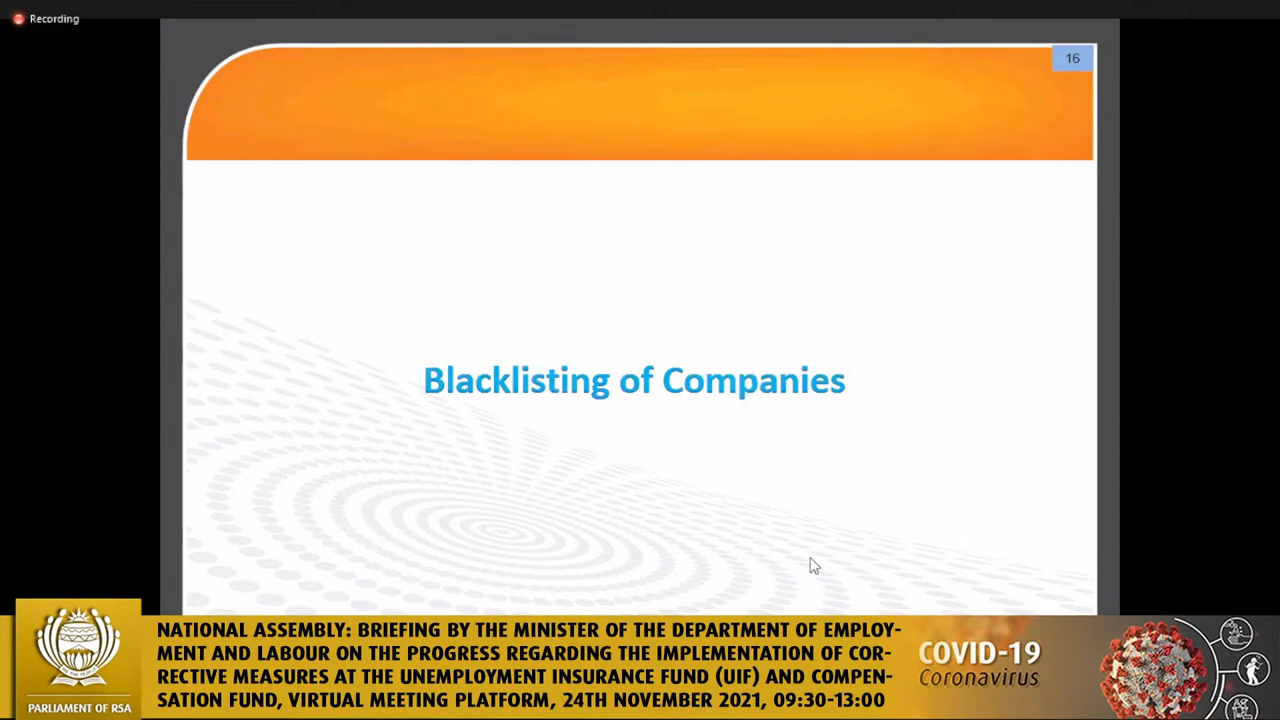 Recording
16
Blacklisting of Companies
NATIONAL ASSEMBLY: BRIEFING BY THE MINISTER OF THE DEPARTMENT OF EMPLOY-
MENT AND LABOUR ON THE PROGRESS REGARDING THE IMPLEMENTATION OF COR-
RECTIVE MEASURES AT THE UNEMPLOYMENT INSURANCE FUND (UIF) AND COMPEN-
SATION FUND, VIRTUAL MEETING PLATFORM, 24TH NOVEMBER 2021, 09:30-13:00
PARLIAMENT OF RSA
COVID-19
Coronavirus